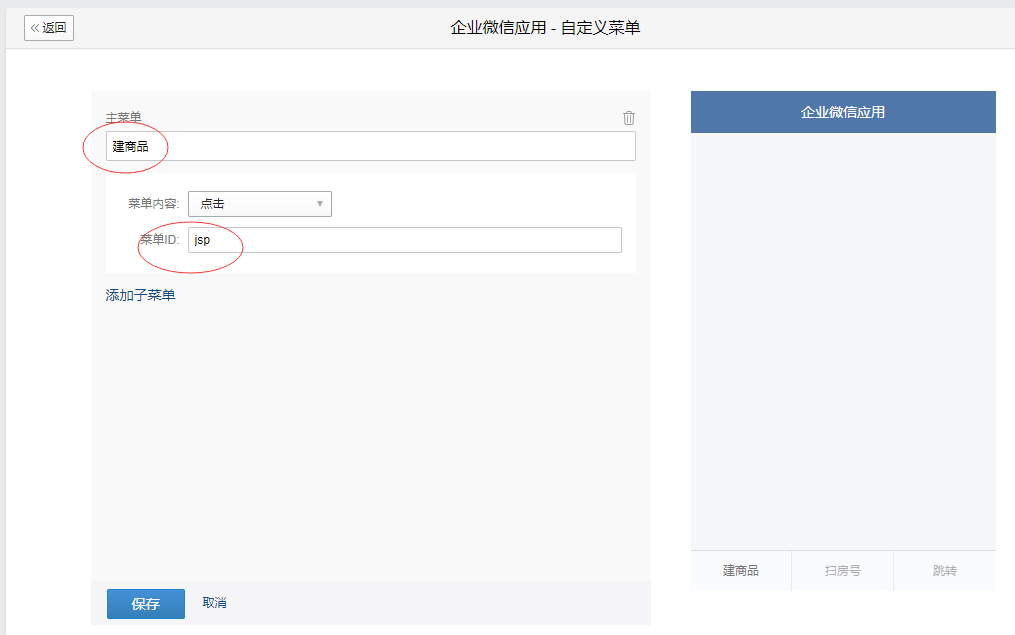 返回
企业微信应用 - 自定义菜单
主菜单
建商品
菜单内容: 点击
菜单ID: jsp
添加子菜单
保存 取消
企业微信应用
建商品 扫房号 跳转